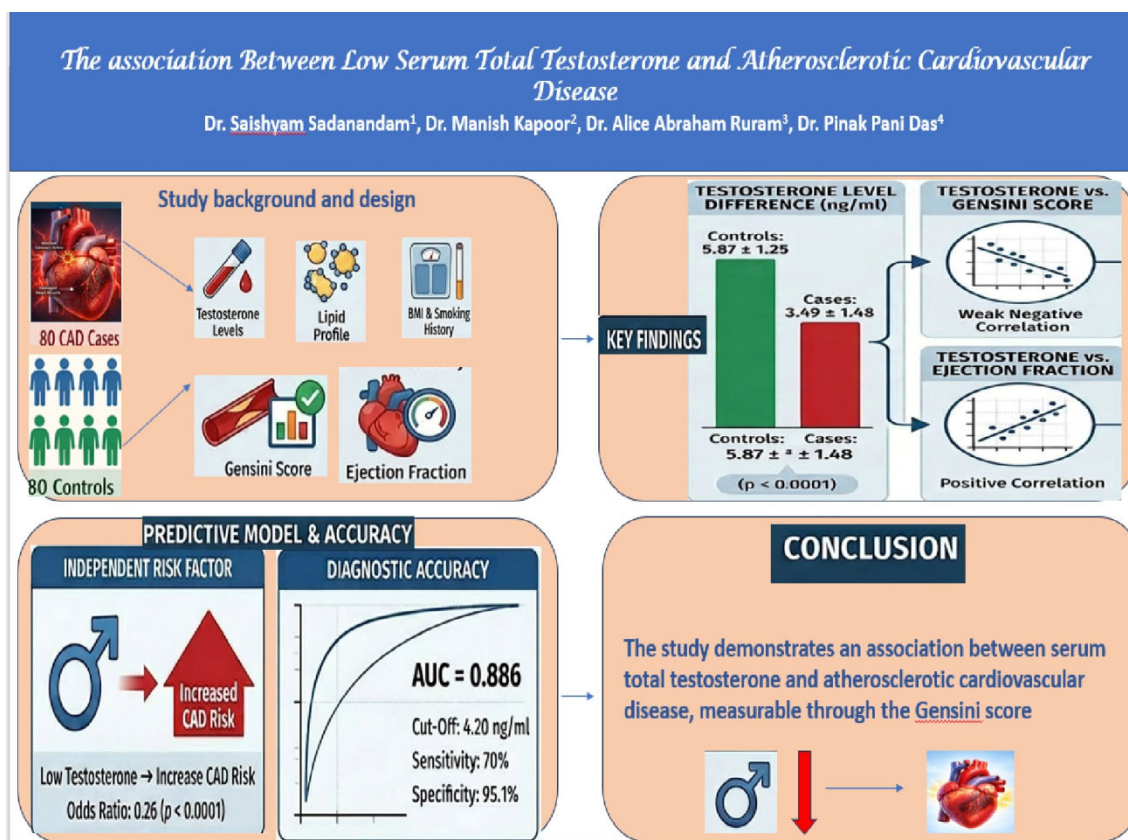 The association Between Low Serum Total Testosterone and Atherosclerotic Cardiovascular
Disease
Dr. Saishyam Sadanandam¹, Dr. Manish Kapoor², Dr. Alice Abraham Ruram³, Dr. Pinak Pani Das⁴
Study background and design
80 CAD Cases
80 Controls
Testosterone
Levels
Lipid
Profile
BMI & Smoking
History
Gensini Score
Ejection Fraction
KEY FINDINGS
TESTOSTERONE LEVEL
DIFFERENCE (ng/ml)
Controls:
5.87 ± 1.25
Cases:
3.49 ± 1.48
Controls: Cases:
5.87 ± ± 1.48
(p < 0.0001)
TESTOSTERONE vs.
GENSINI SCORE
Weak Negative
Correlation
TESTOSTERONE vs.
EJECTION FRACTION
Positive Correlation
PREDICTIVE MODEL & ACCURACY
INDEPENDENT RISK FACTOR
Increased
CAD Risk
Low Testosterone → Increase CAD Risk
Odds Ratio: 0.26 (p < 0.0001)
DIAGNOSTIC ACCURACY
AUC = 0.886
Cut-Off: 4.20 ng/ml
Sensitivity: 70%
Specificity: 95.1%
CONCLUSION
The study demonstrates an association between serum
total testosterone and atherosclerotic cardiovascular
disease, measurable through the Gensini score